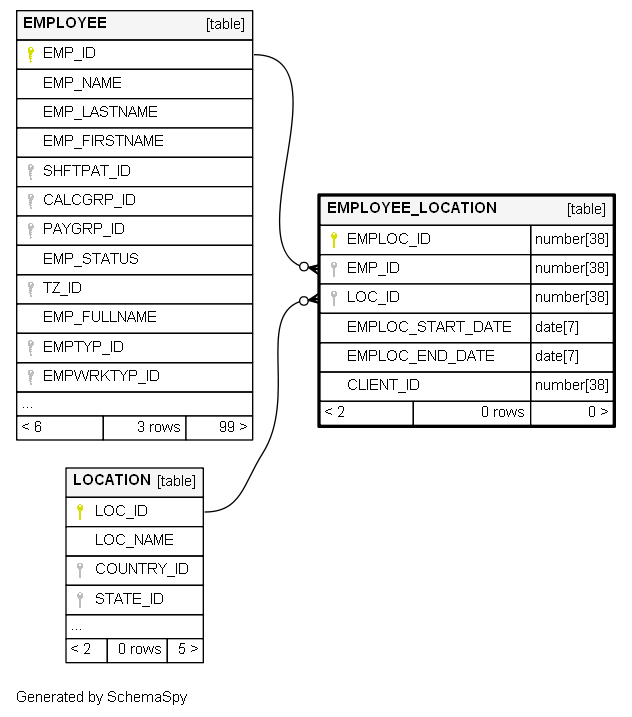 EMPLOYEE [table]
EMP_ID
EMP_NAME
EMP_LASTNAME
EMP_FIRSTNAME
SHFTPAT_ID
CALCGRP_ID
PAYGRP_ID
EMP_STATUS
TZ_ID
EMP_FULLNAME
EMPTYP_ID
EMPWRKTYP_ID
...
< 6 3 rows 99 >
EMPLOYEE_LOCATION [table]
EMPLOC_ID number[38]
EMP_ID number[38]
LOC_ID number[38]
EMPLOC_START_DATE date[7]
EMPLOC_END_DATE date[7]
CLIENT_ID number[38]
< 2 0 rows 0 >
LOCATION [table]
LOC_ID
LOC_NAME
COUNTRY_ID
STATE_ID
...
< 2 0 rows 5 >
Generated by SchemaSpy